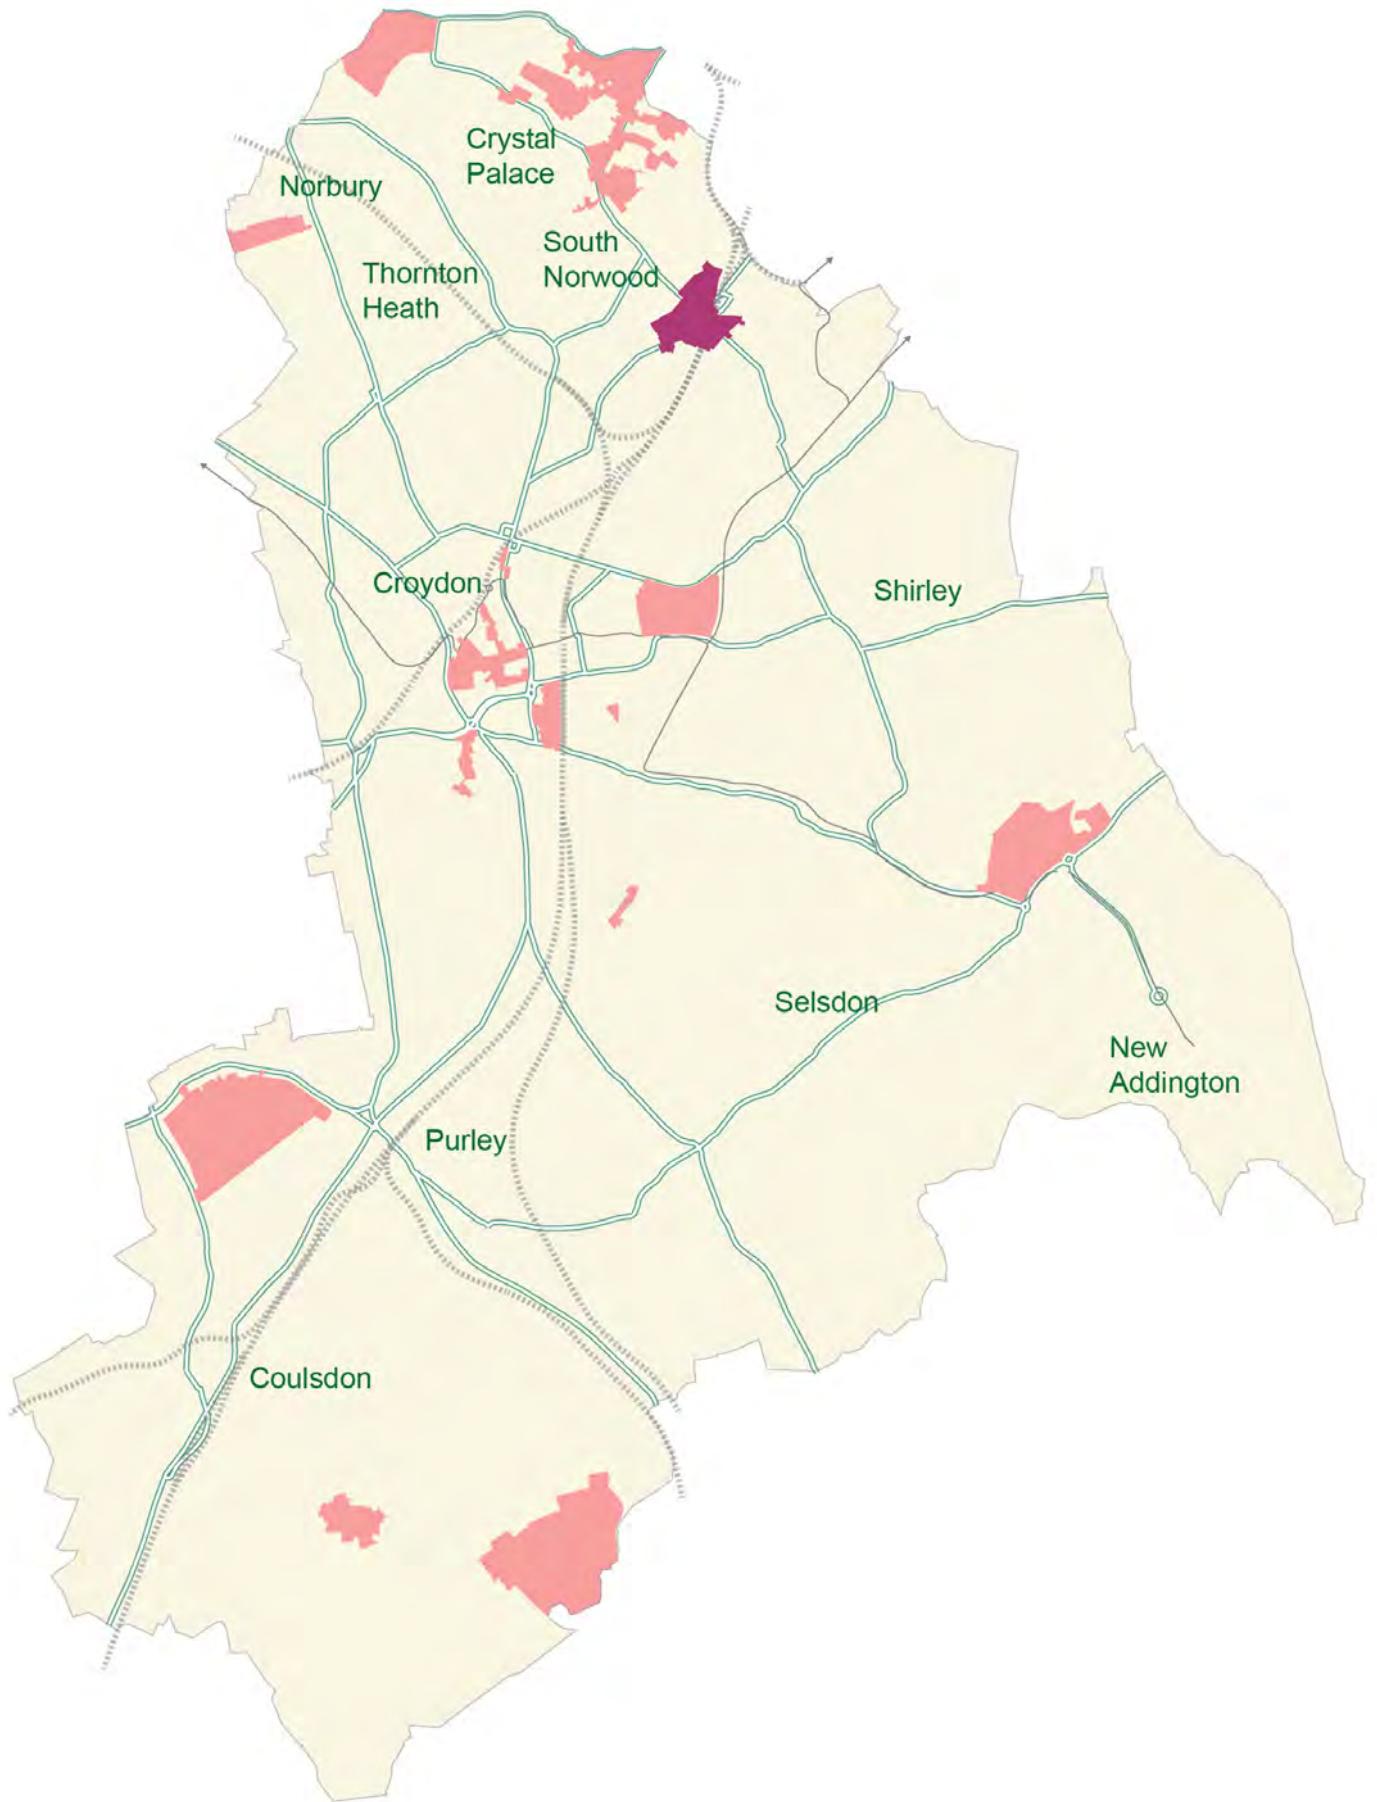 Crystal
Palace
Norbury
South
Norwood
Thornton
Heath
Croydon
Shirley
Selsdon
New
Addington
Purley
Coulsdon